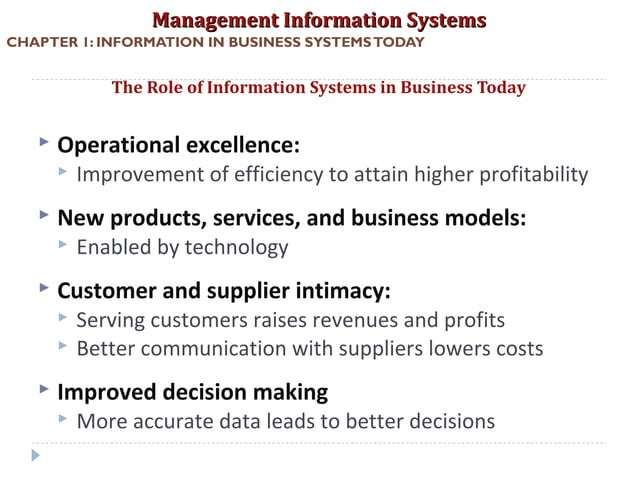 Management Information Systems
CHAPTER 1: INFORMATION IN BUSINESS SYSTEMS TODAY
The Role of Information Systems in Business Today
Operational excellence:
Improvement of efficiency to attain higher profitability
New products, services, and business models:
Enabled by technology
Customer and supplier intimacy:
Serving customers raises revenues and profits
Better communication with suppliers lowers costs
Improved decision making
More accurate data leads to better decisions